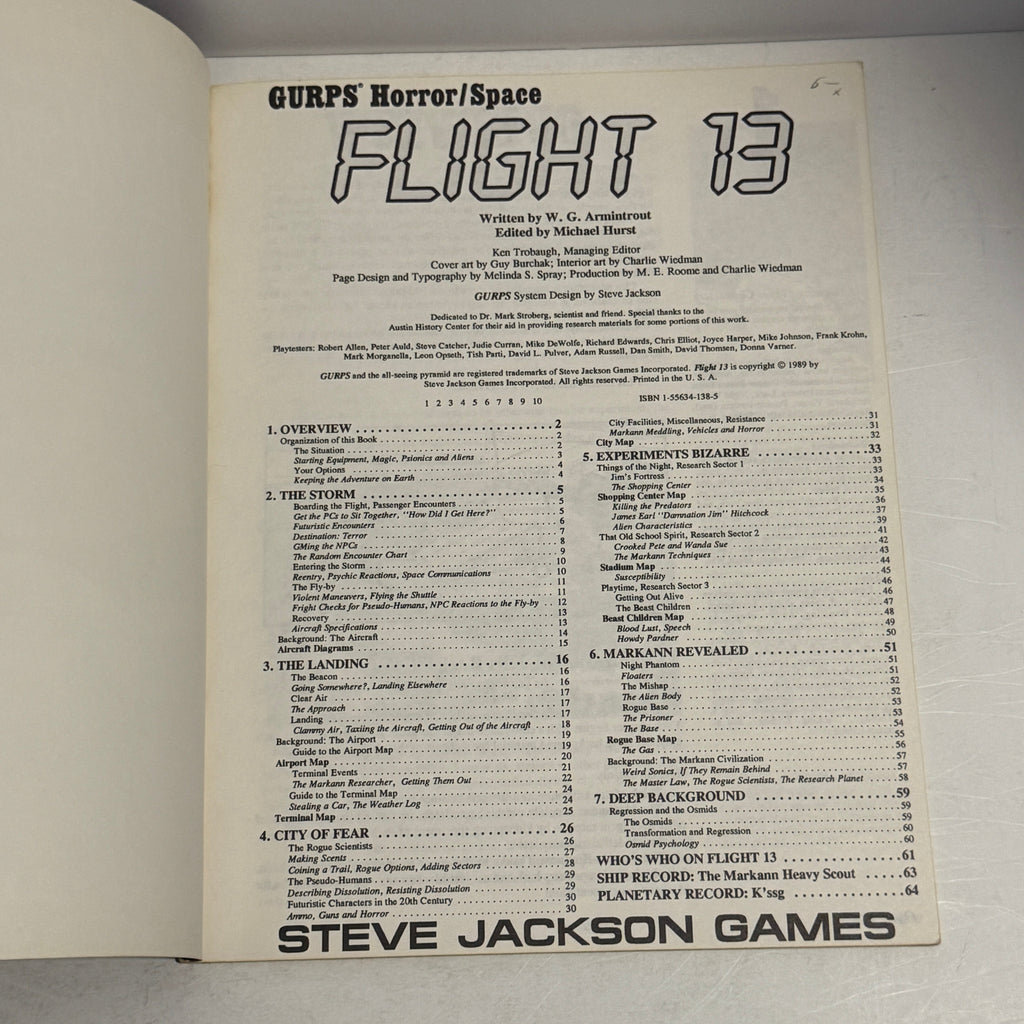 6—
x
GURPS® Horror/Space
FLIGHT 13
Written by W. G. Armintrout
Edited by Michael Hurst
Ken Trobaugh, Managing Editor
Cover art by Guy Burchak; Interior art by Charlie Wiedman
Page Design and Typography by Melinda S. Spray; Production by M. E. Roome and Charlie Wiedman
GURPS System Design by Steve Jackson
Dedicated to Dr. Mark Stroberg, scientist and friend. Special thanks to the
Austin History Center for their aid in providing research materials for some portions of this work.
Playtesters: Robert Allen, Peter Auld, Steve Catcher, Judie Curran, Mike DeWolfe, Richard Edwards, Chris Elliot, Joyce Harper, Mike Johnson, Frank Krohn,
Mark Morganella, Leon Opseth, Tish Parti, David L. Pulver, Adam Russell, Dan Smith, David Thomsen, Donna Varner.
GURPS and the all-seeing pyramid are registered trademarks of Steve Jackson Games Incorporated. Flight 13 is copyright © 1989 by
Steve Jackson Games Incorporated. All rights reserved. Printed in the U. S. A.
1 2 3 4 5 6 7 8 9 10
ISBN 1-55634-138-5
1. OVERVIEW . . . 2
Organization of this Book . . . 2
The Situation . . . 2
Starting Equipment, Magic, Psionics and Aliens . . . 3
Your Options . . . 4
Keeping the Adventure on Earth . . . 4
2. THE STORM . . . 5
Boarding the Flight, Passenger Encounters . . . 5
Get the PCs to Sit Together, "How Did I Get Here?" . . . 5
Futuristic Encounters . . . 6
Destination: Terror . . . 7
GMing the NPCs . . . 8
The Random Encounter Chart . . . 9
Entering the Storm . . . 10
Reentry, Psychic Reactions, Space Communications . . . 10
The Fly-by . . . 11
Violent Maneuvers, Flying the Shuttle . . . 11
Fright Checks for Pseudo-Humans, NPC Reactions to the Fly-by . . . 12
Recovery . . . 13
Aircraft Specifications . . . 13
Background: The Aircraft . . . 14
Aircraft Diagrams . . . 15
3. THE LANDING . . . 16
The Beacon . . . 16
Going Somewhere?, Landing Elsewhere . . . 16
Clear Air . . . 17
The Approach . . . 17
Landing . . . 17
Clammy Air, Taxiing the Aircraft, Getting Out of the Aircraft . . . 18
Background: The Airport . . . 19
Guide to the Airport Map . . . 19
Airport Map . . . 20
Terminal Events . . . 21
The Markann Researcher, Getting Them Out . . . 22
Guide to the Terminal Map . . . 24
Stealing a Car, The Weather Log . . . 24
Terminal Map . . . 25
4. CITY OF FEAR . . . 26
The Rogue Scientists . . . 26
Making Scents . . . 27
Coining a Trail, Rogue Options, Adding Sectors . . . 28
The Pseudo-Humans . . . 29
Describing Dissolution, Resisting Dissolution . . . 29
Futuristic Characters in the 20th Century . . . 30
Ammo, Guns and Horror . . . 30
City Facilities, Miscellaneous, Resistance . . . 31
Markann Meddling, Vehicles and Horror . . . 31
City Map . . . 32
5. EXPERIMENTS BIZARRE . . . 33
Things of the Night, Research Sector 1 . . . 33
Jim's Fortress . . . 33
The Shopping Center . . . 34
Shopping Center Map . . . 35
Killing the Predators . . . 36
James Earl "Damnation Jim" Hitchcock . . . 37
Alien Characteristics . . . 39
That Old School Spirit, Research Sector 2 . . . 41
Crooked Pete and Wanda Sue . . . 42
The Markann Techniques . . . 43
Stadium Map . . . 44
Susceptibility . . . 45
Playtime, Research Sector 3 . . . 46
Getting Out Alive . . . 46
The Beast Children . . . 47
Beast Children Map . . . 48
Blood Lust, Speech . . . 49
Howdy Pardner . . . 50
6. MARKANN REVEALED . . . 51
Night Phantom . . . 51
Floaters . . . 51
The Mishap . . . 52
The Alien Body . . . 52
Rogue Base . . . 53
The Prisoner . . . 53
The Base . . . 54
Rogue Base Map . . . 55
The Gas . . . 56
Background: The Markann Civilization . . . 57
Weird Sonics, If They Remain Behind . . . 57
The Master Law, The Rogue Scientists, The Research Planet . . . 58
7. DEEP BACKGROUND . . . 59
Regression and the Osmids . . . 59
The Osmids . . . 59
Transformation and Regression . . . 60
Osmid Psychology . . . 60
WHO'S WHO ON FLIGHT 13 . . . 61
SHIP RECORD: The Markann Heavy Scout . . . 63
PLANETARY RECORD: K'ssg . . . 64
STEVE JACKSON GAMES